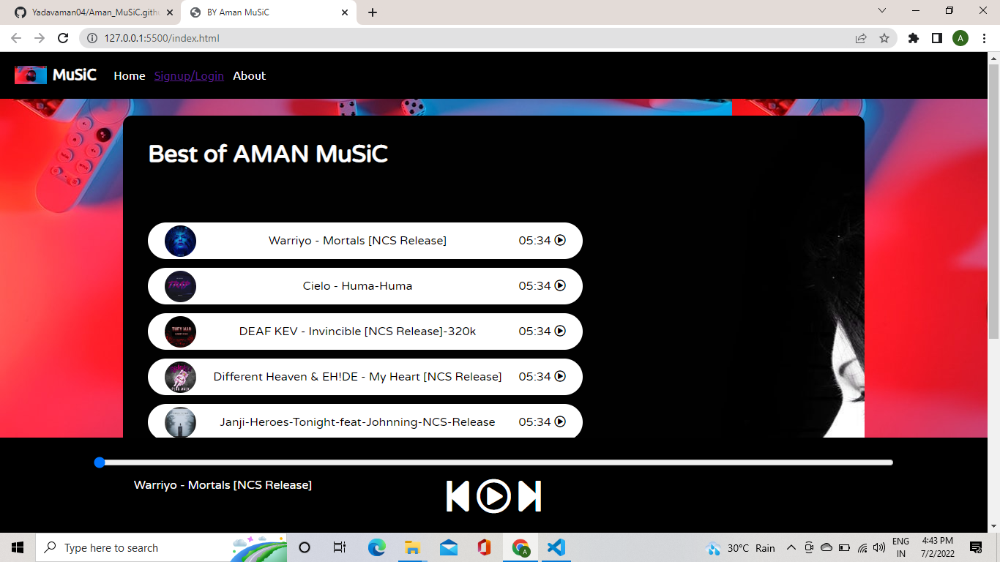 Yadavaman04/Aman_MuSiC.gith
BY Aman MuSiC
127.0.0.1:5500/index.html
A
MuSiC Home Signup/Login About
Best of AMAN MuSiC
Warriyo - Mortals [NCS Release] 05:34
Cielo - Huma-Huma 05:34
DEAF KEV - Invincible [NCS Release]-320k 05:34
Different Heaven & EH!DE - My Heart [NCS Release] 05:34
Janji-Heroes-Tonight-feat-Johnning-NCS-Release 05:34
Warriyo - Mortals [NCS Release]
Type here to search
A
30°C Rain
ENG
IN
4:43 PM
7/2/2022